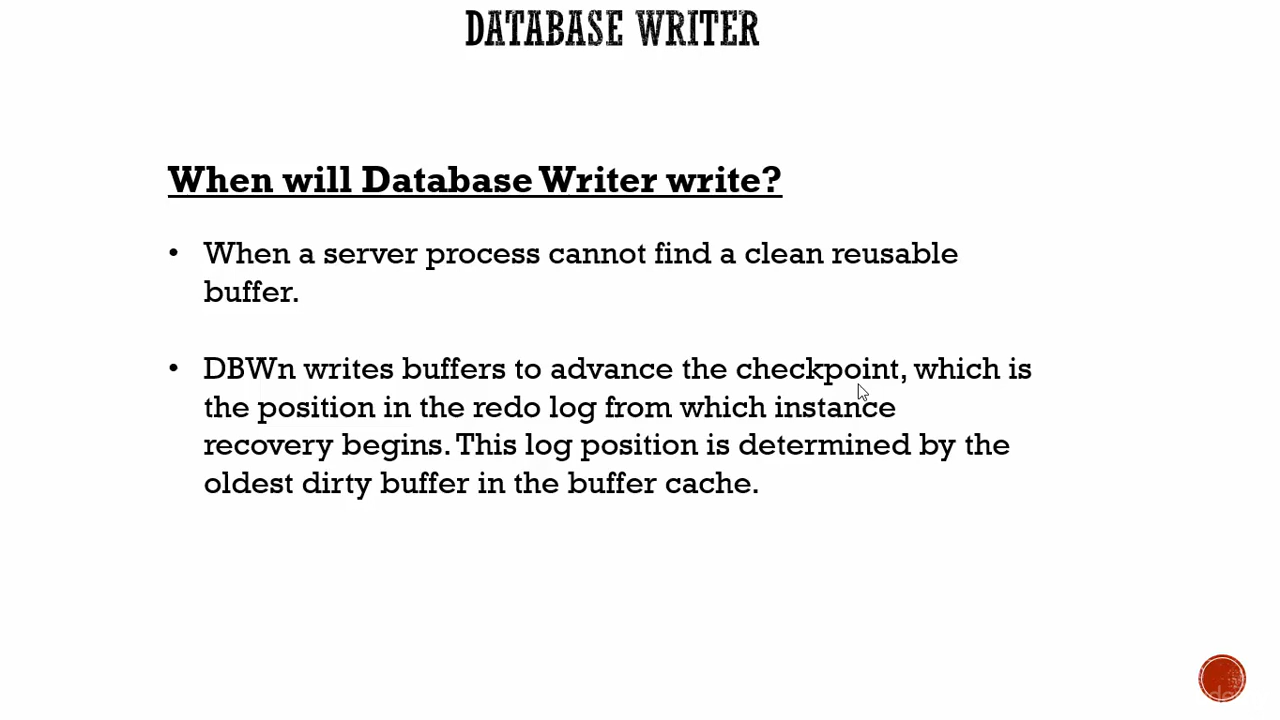 DATABASE WRITER
When will Database Writer write?
• When a server process cannot find a clean reusable
buffer.
• DBWn writes buffers to advance the checkpoint, which is
the position in the redo log from which instance
recovery begins. This log position is determined by the
oldest dirty buffer in the buffer cache.